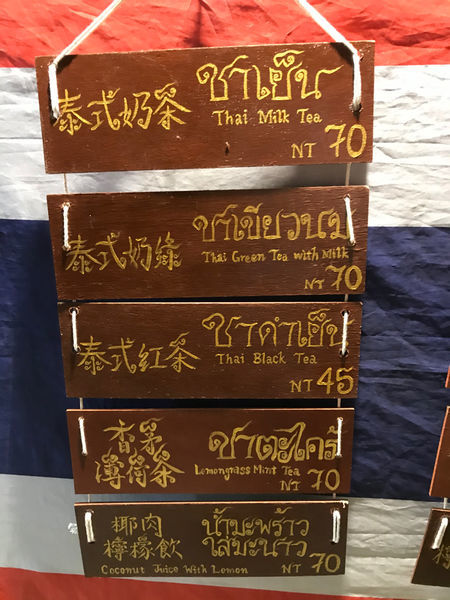 泰式奶茶
ชาเย็น
Thai Milk Tea
NT 70
泰式奶綠
ชาเขียวนม
Thai Green Tea with Milk
NT 70
泰式紅茶
ชาดำเย็น
Thai Black Tea
NT 45
香茅
薄荷茶
ชาตะไคร้
Lemongrass Mint Tea
NT 70
椰肉
檸檬飲
น้ำมะพร้าว
ใส่มะนาว
Coconut Juice With Lemon
NT 70